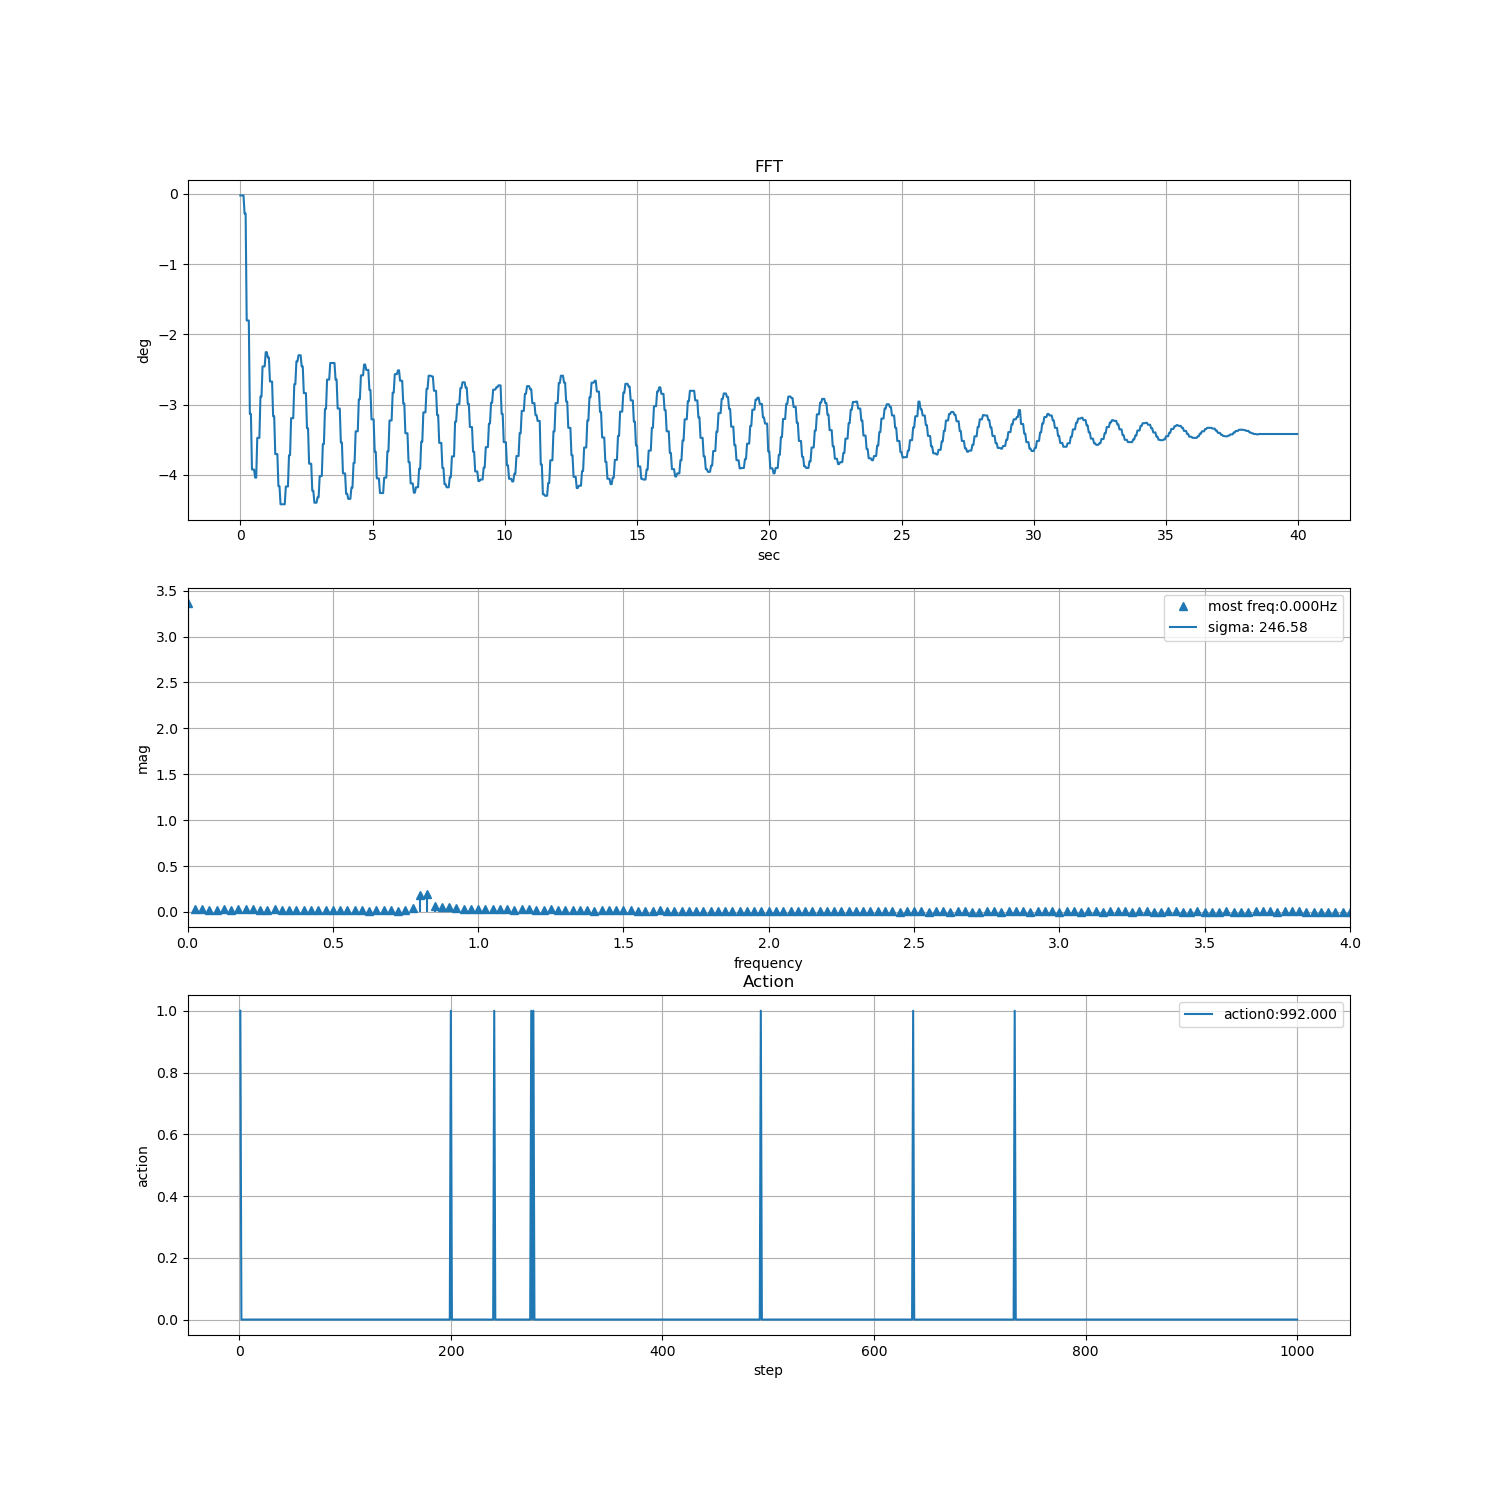 FFT
0
−1
−2
−3
−4
deg
0 5 10 15 20 25 30 35 40
sec
3.5
3.0
2.5
2.0
1.5
1.0
0.5
0.0
mag
most freq:0.000Hz
sigma: 246.58
0.0 0.5 1.0 1.5 2.0 2.5 3.0 3.5 4.0
frequency
Action
1.0
0.8
0.6
0.4
0.2
0.0
action
action0:992.000
0 200 400 600 800 1000
step